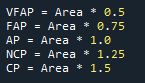 VFAP = Area * 0.5
FAP = Area * 0.75
AP = Area * 1.0
NCP = Area * 1.25
CP = Area * 1.5